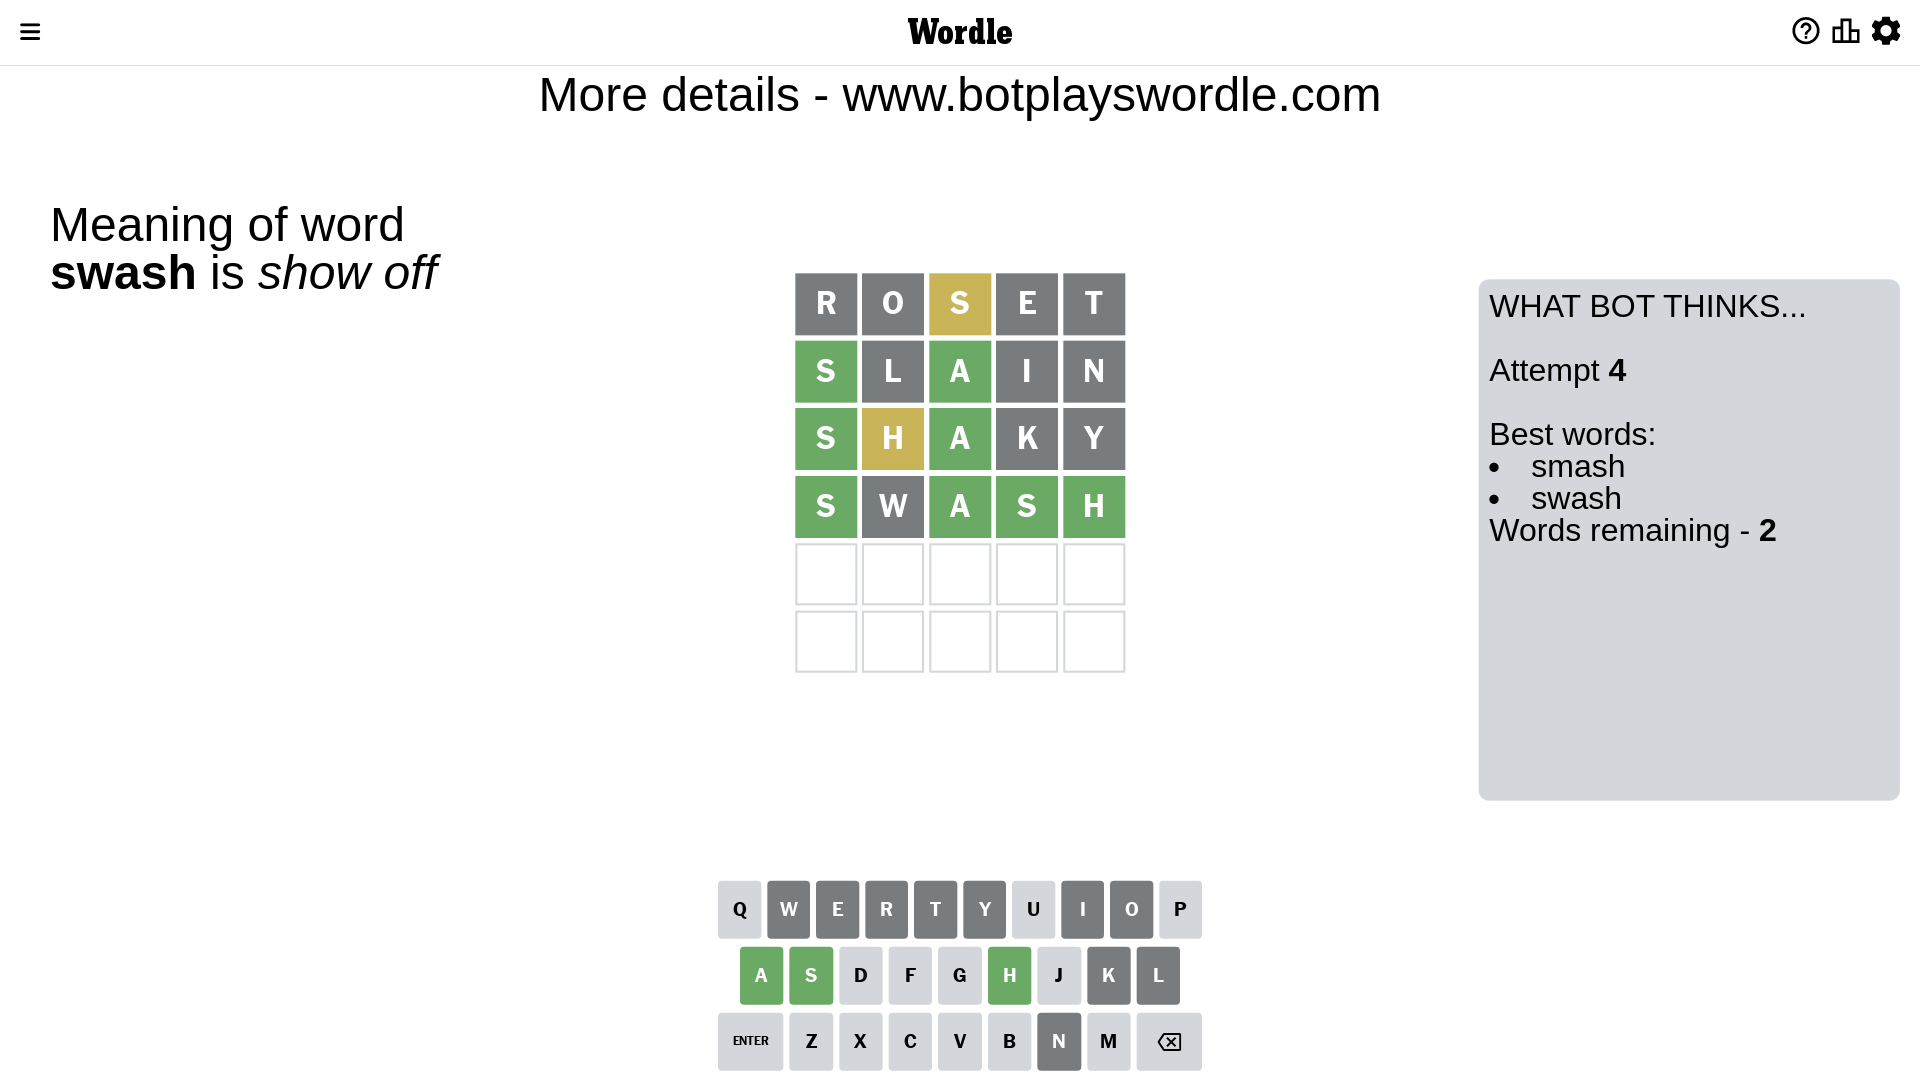 Wordle
More details - www.botplayswordle.com
Meaning of word
swash is show off
R O S E T
S L A I N
S H A K Y
S W A S H
WHAT BOT THINKS...
Attempt 4
Best words:
• smash
• swash
Words remaining - 2
Q W E R T Y U I O P
A S D F G H J K L
ENTER Z X C V B N M